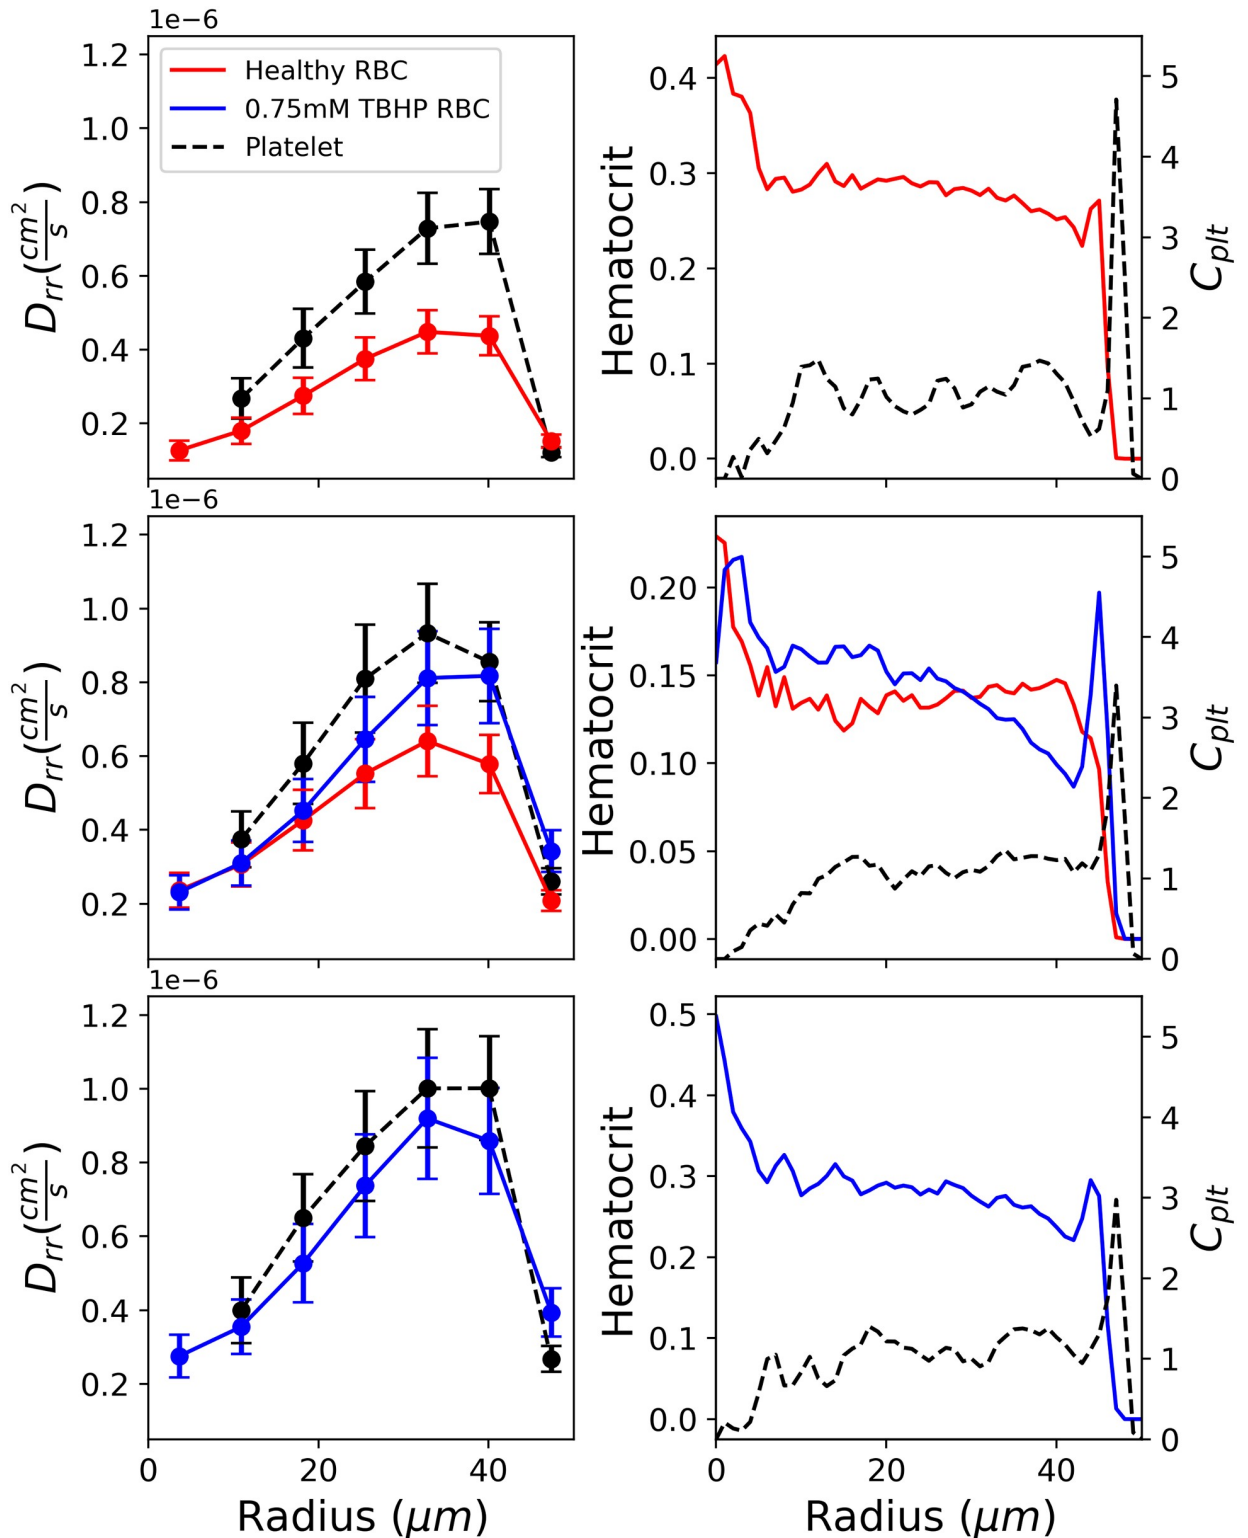 1e−6
1.2
1.0
0.8
0.6
0.4
0.2
D_rr(cm²/s)
Healthy RBC
0.75mM TBHP RBC
Platelet
0.4
0.3
0.2
0.1
0.0
Hematocrit
5
4
3
2
1
0
C_plt
1e−6
1.2
1.0
0.8
0.6
0.4
0.2
D_rr(cm²/s)
0.20
0.15
0.10
0.05
0.00
Hematocrit
5
4
3
2
1
0
C_plt
1e−6
1.2
1.0
0.8
0.6
0.4
0.2
D_rr(cm²/s)
0 20 40
Radius (μm)
0.5
0.4
0.3
0.2
0.1
0.0
Hematocrit
5
4
3
2
1
0
C_plt
0 20 40
Radius (μm)